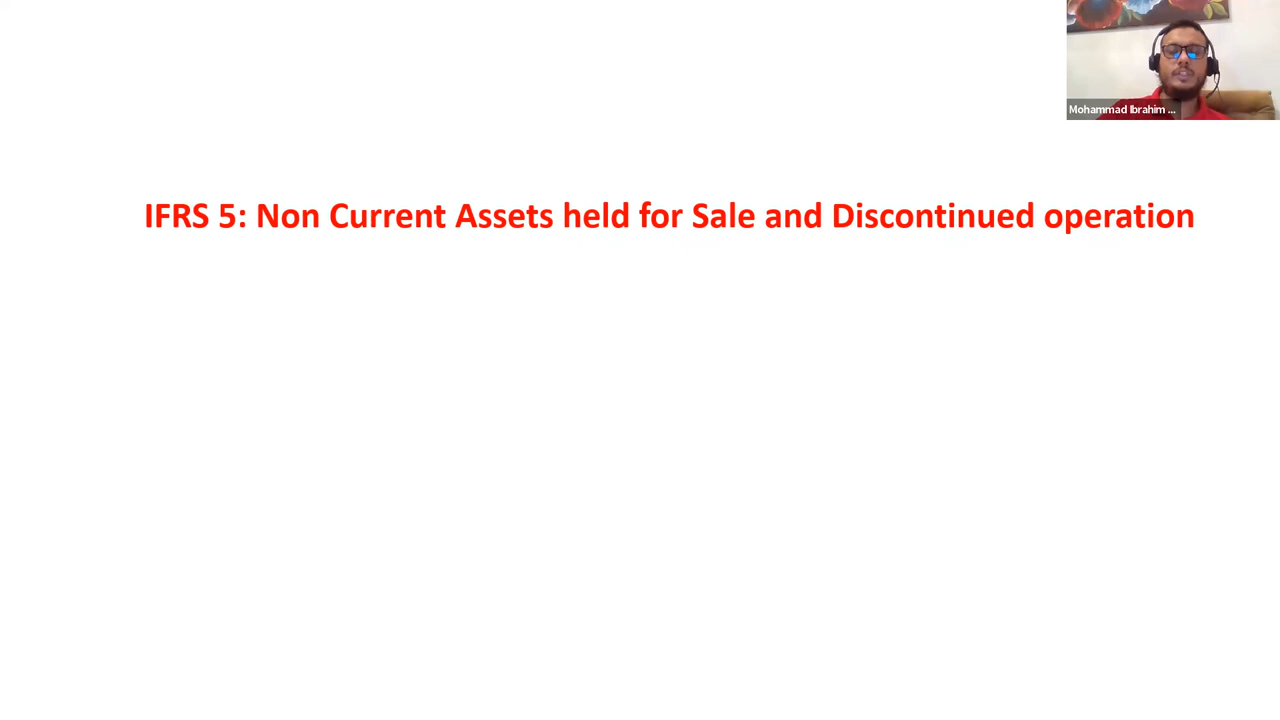 Mohammad Ibrahim ...
IFRS 5: Non Current Assets held for Sale and Discontinued operation